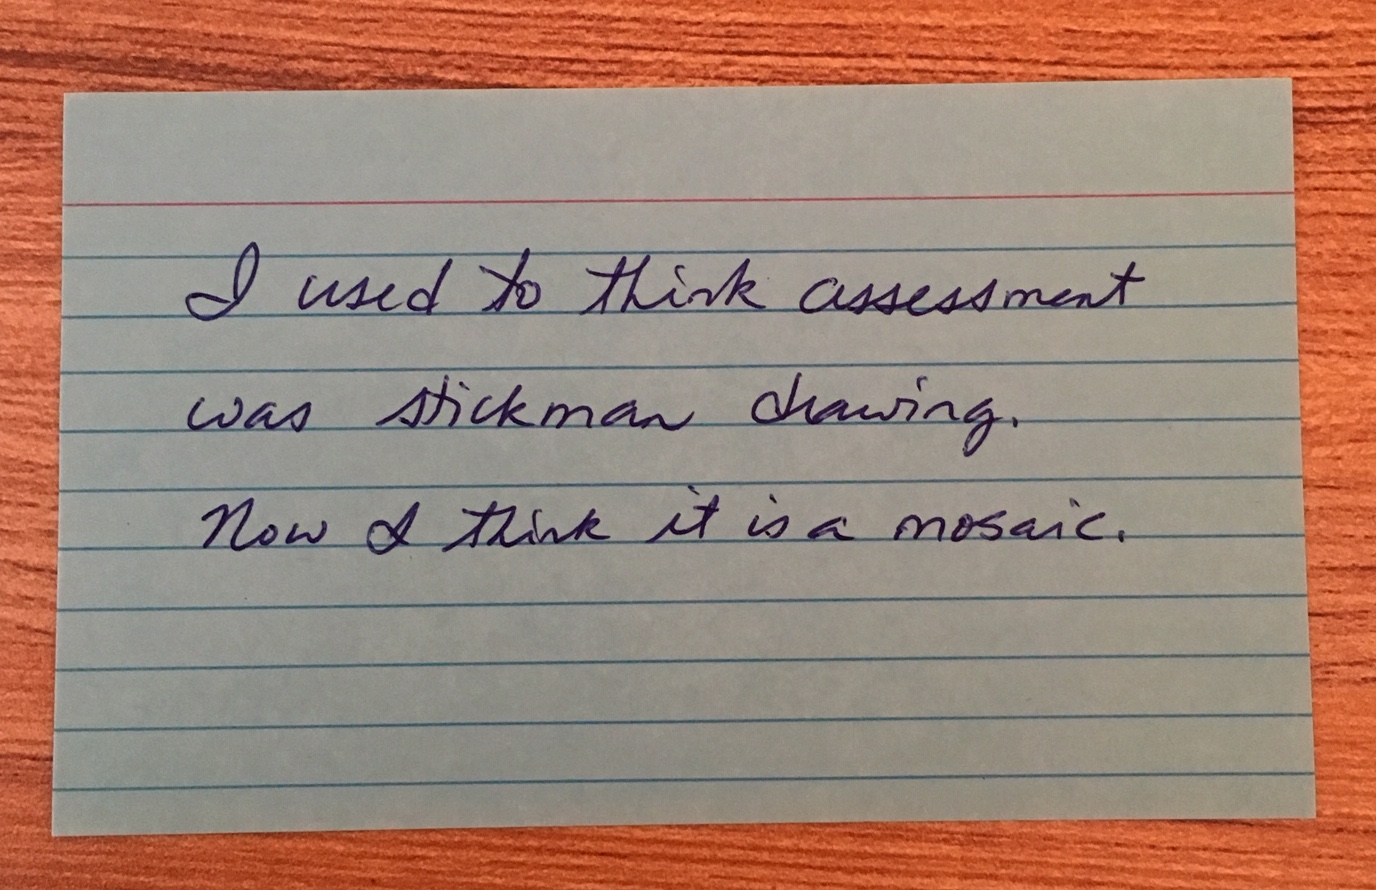 I used to think assessment
was stickman drawing.
Now I think it is a mosaic.